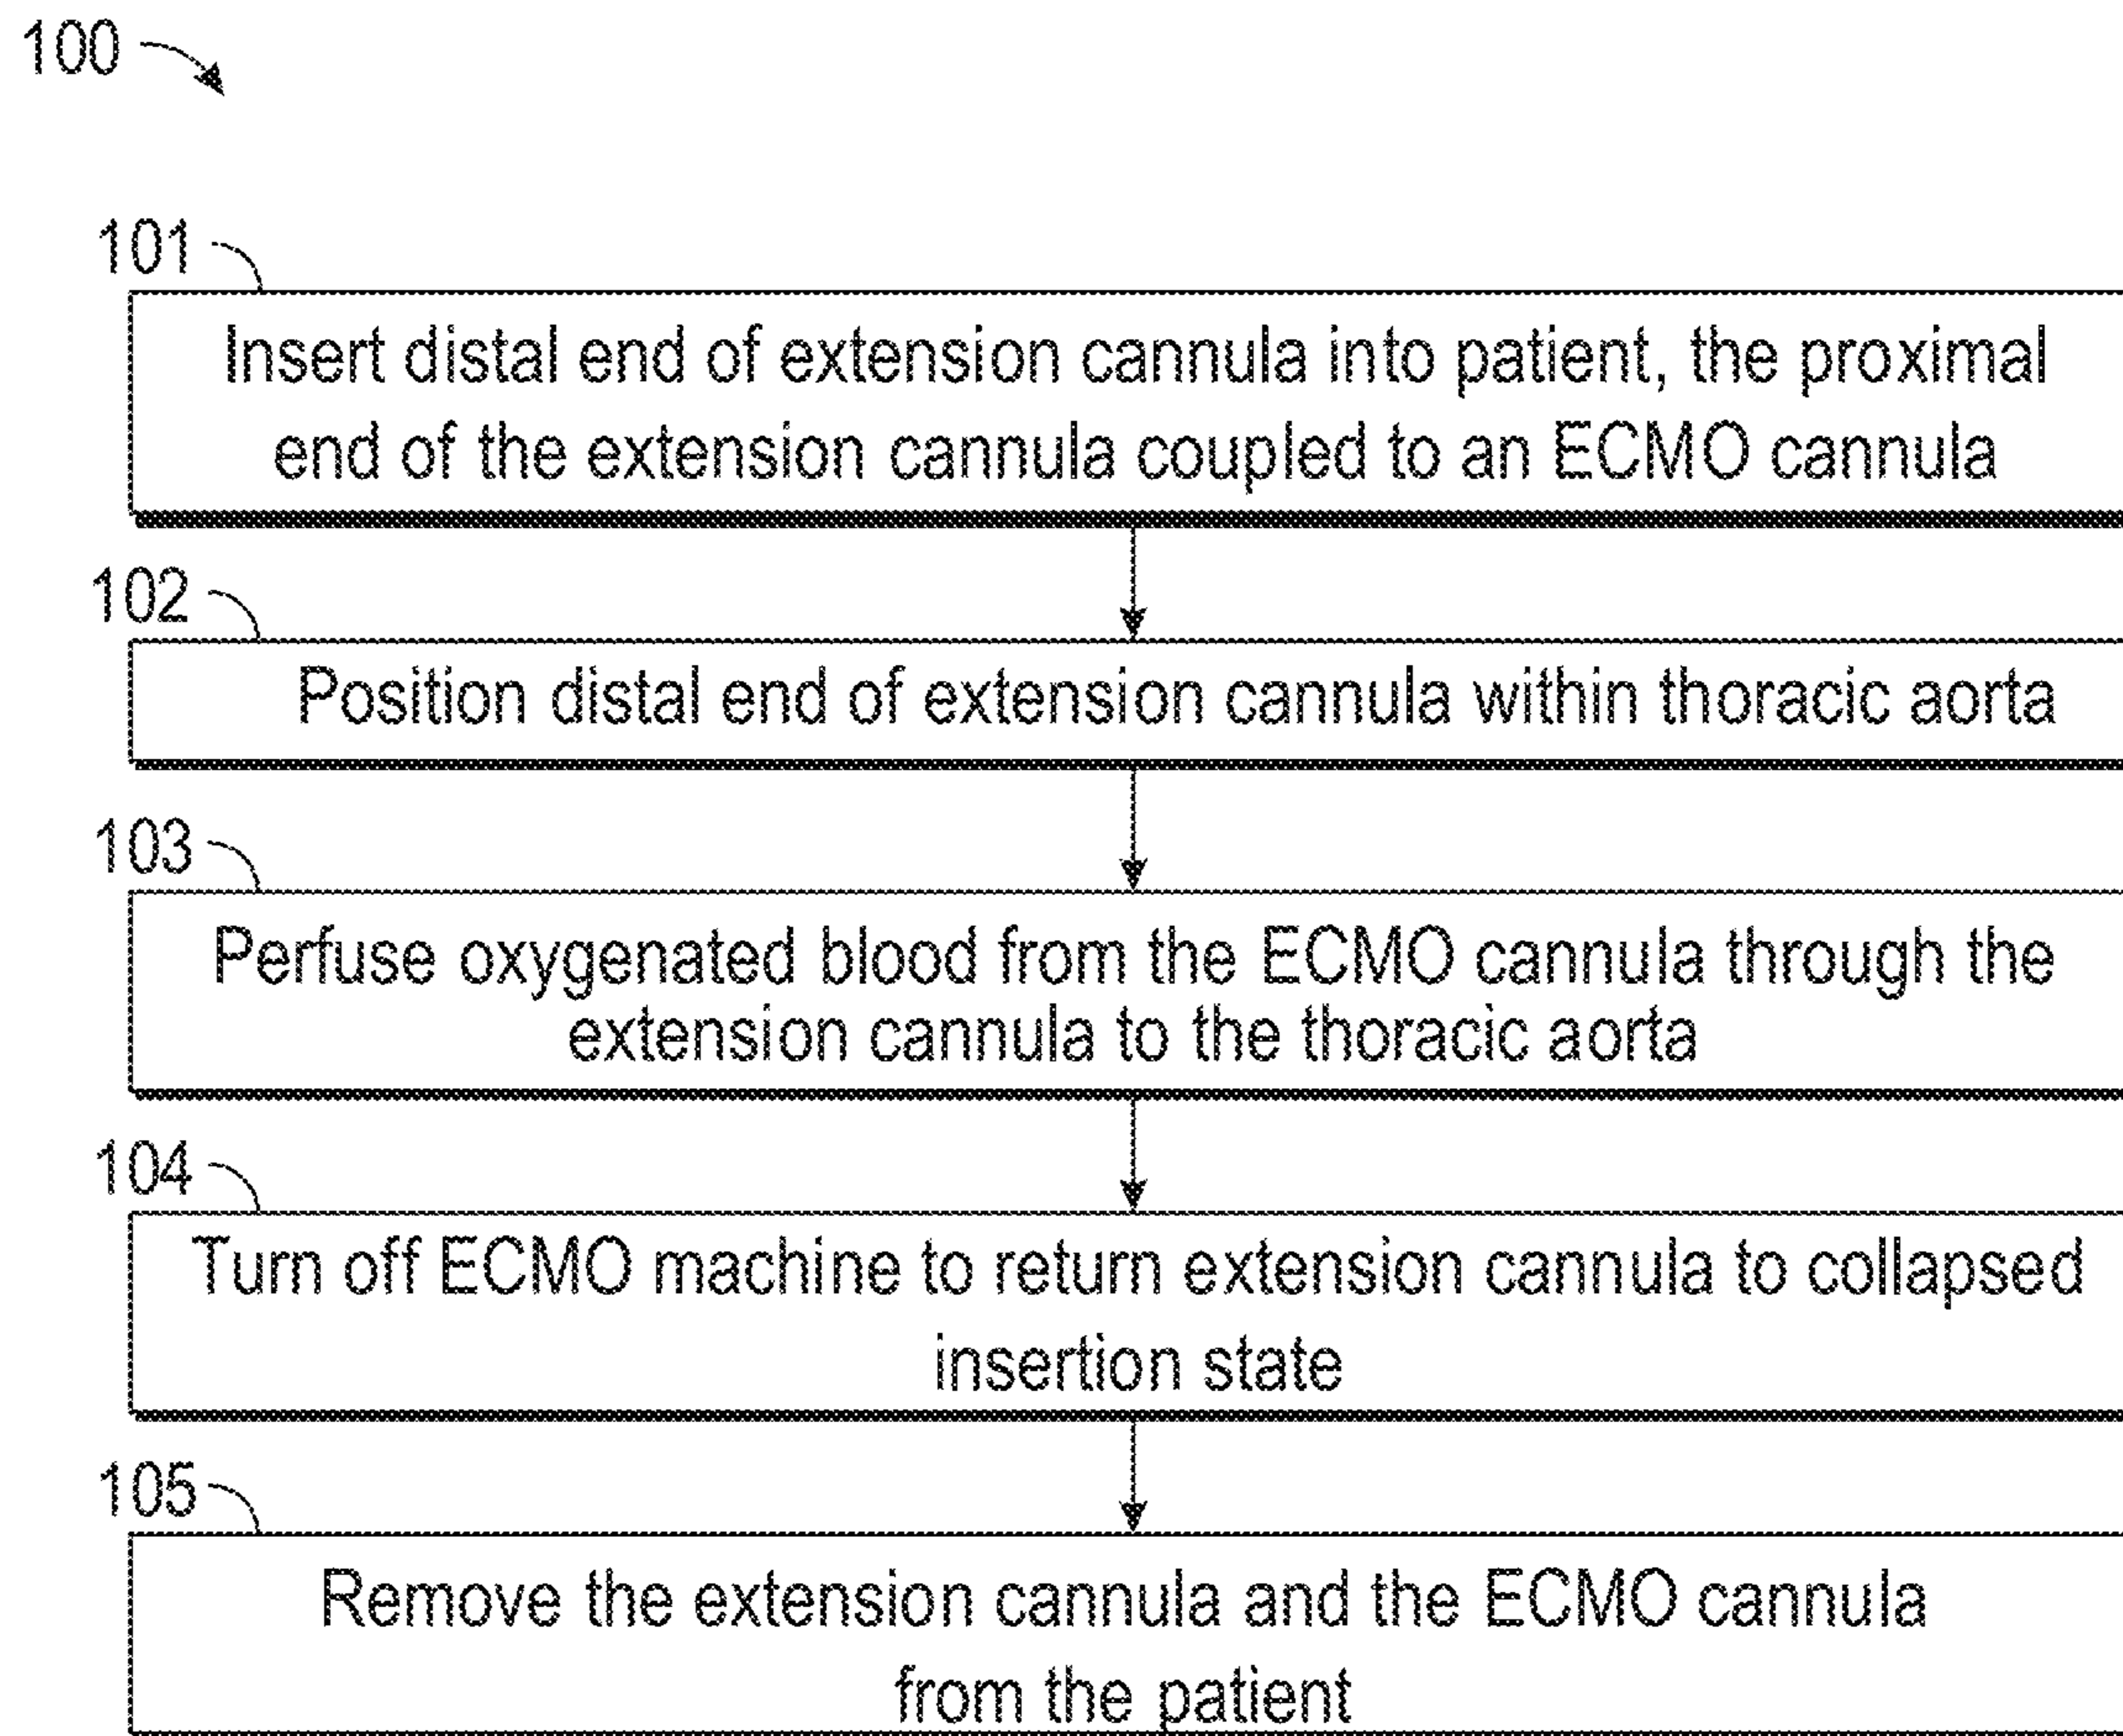 100
101
Insert distal end of extension cannula into patient, the proximal
end of the extension cannula coupled to an ECMO cannula
102
Position distal end of extension cannula within thoracic aorta
103
Perfuse oxygenated blood from the ECMO cannula through the
extension cannula to the thoracic aorta
104
Turn off ECMO machine to return extension cannula to collapsed
insertion state
105
Remove the extension cannula and the ECMO cannula
from the patient